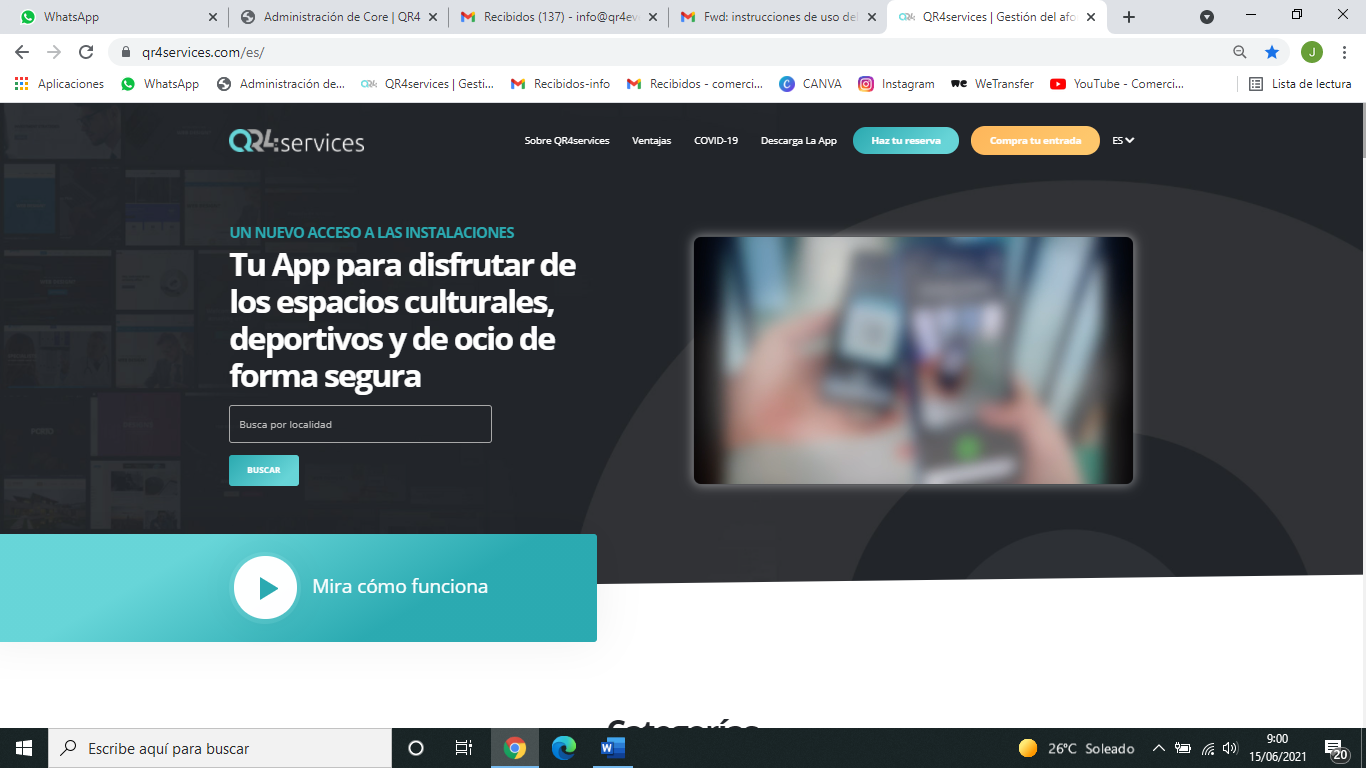 WhatsApp
Administración de Core | QR4
Recibidos (137) - info@qr4ev
Fwd: instrucciones de uso del
QR4services | Gestión del afo
qr4services.com/es/
J
Aplicaciones
WhatsApp
Administración de...
QR4services | Gesti...
Recibidos-info
Recibidos - comerci...
CANVA
Instagram
WeTransfer
YouTube - Comerci...
Lista de lectura
QR4:services
Sobre QR4services
Ventajas
COVID-19
Descarga La App
Haz tu reserva
Compra tu entrada
ES
UN NUEVO ACCESO A LAS INSTALACIONES
Tu App para disfrutar de
los espacios culturales,
deportivos y de ocio de
forma segura
Busca por localidad
BUSCAR
Mira cómo funciona
Categorías
Escribe aquí para buscar
26°C Soleado
9:00
15/06/2021
20